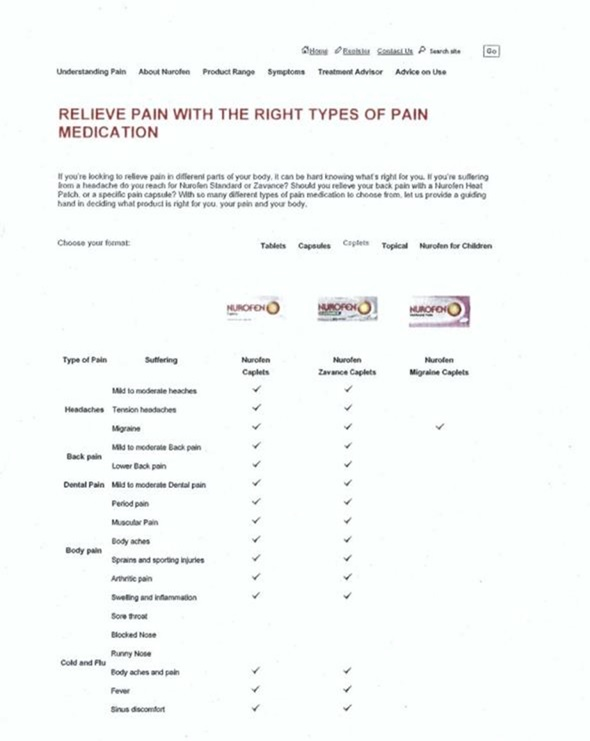 Home Register Contact Us Search site Go
Understanding Pain About Nurofen Product Range Symptoms Treatment Advisor Advice on Use
RELIEVE PAIN WITH THE RIGHT TYPES OF PAIN
MEDICATION
If you're looking to relieve pain in different parts of your body, it can be hard knowing what's right for you. If you're suffering
from a headache do you reach for Nurofen Standard or Zavance? Should you relieve your back pain with a Nurofen Heat
Patch, or a specific pain capsule? With so many different types of pain medication to choose from, let us provide a guiding
hand in deciding what product is right for you, your pain and your body.
Choose your format: Tablets Capsules Caplets Topical Nurofen for Children
NUROFEN NUROFEN NUROFEN
Type of Pain Suffering Nurofen Nurofen Nurofen
Caplets Zavance Caplets Migraine Caplets
Mild to moderate heaches ✓ ✓
Headaches Tension headaches ✓ ✓
Migraine ✓ ✓ ✓
Mild to moderate Back pain ✓ ✓
Back pain
Lower Back pain ✓ ✓
Dental Pain Mild to moderate Dental pain ✓ ✓
Period pain ✓ ✓
Muscular Pain ✓ ✓
Body aches ✓ ✓
Body pain
Sprains and sporting injuries ✓ ✓
Arthritic pain ✓ ✓
Swelling and inflammation ✓ ✓
Sore throat
Blocked Nose
Runny Nose
Cold and Flu
Body aches and pain ✓ ✓
Fever ✓ ✓
Sinus discomfort ✓ ✓